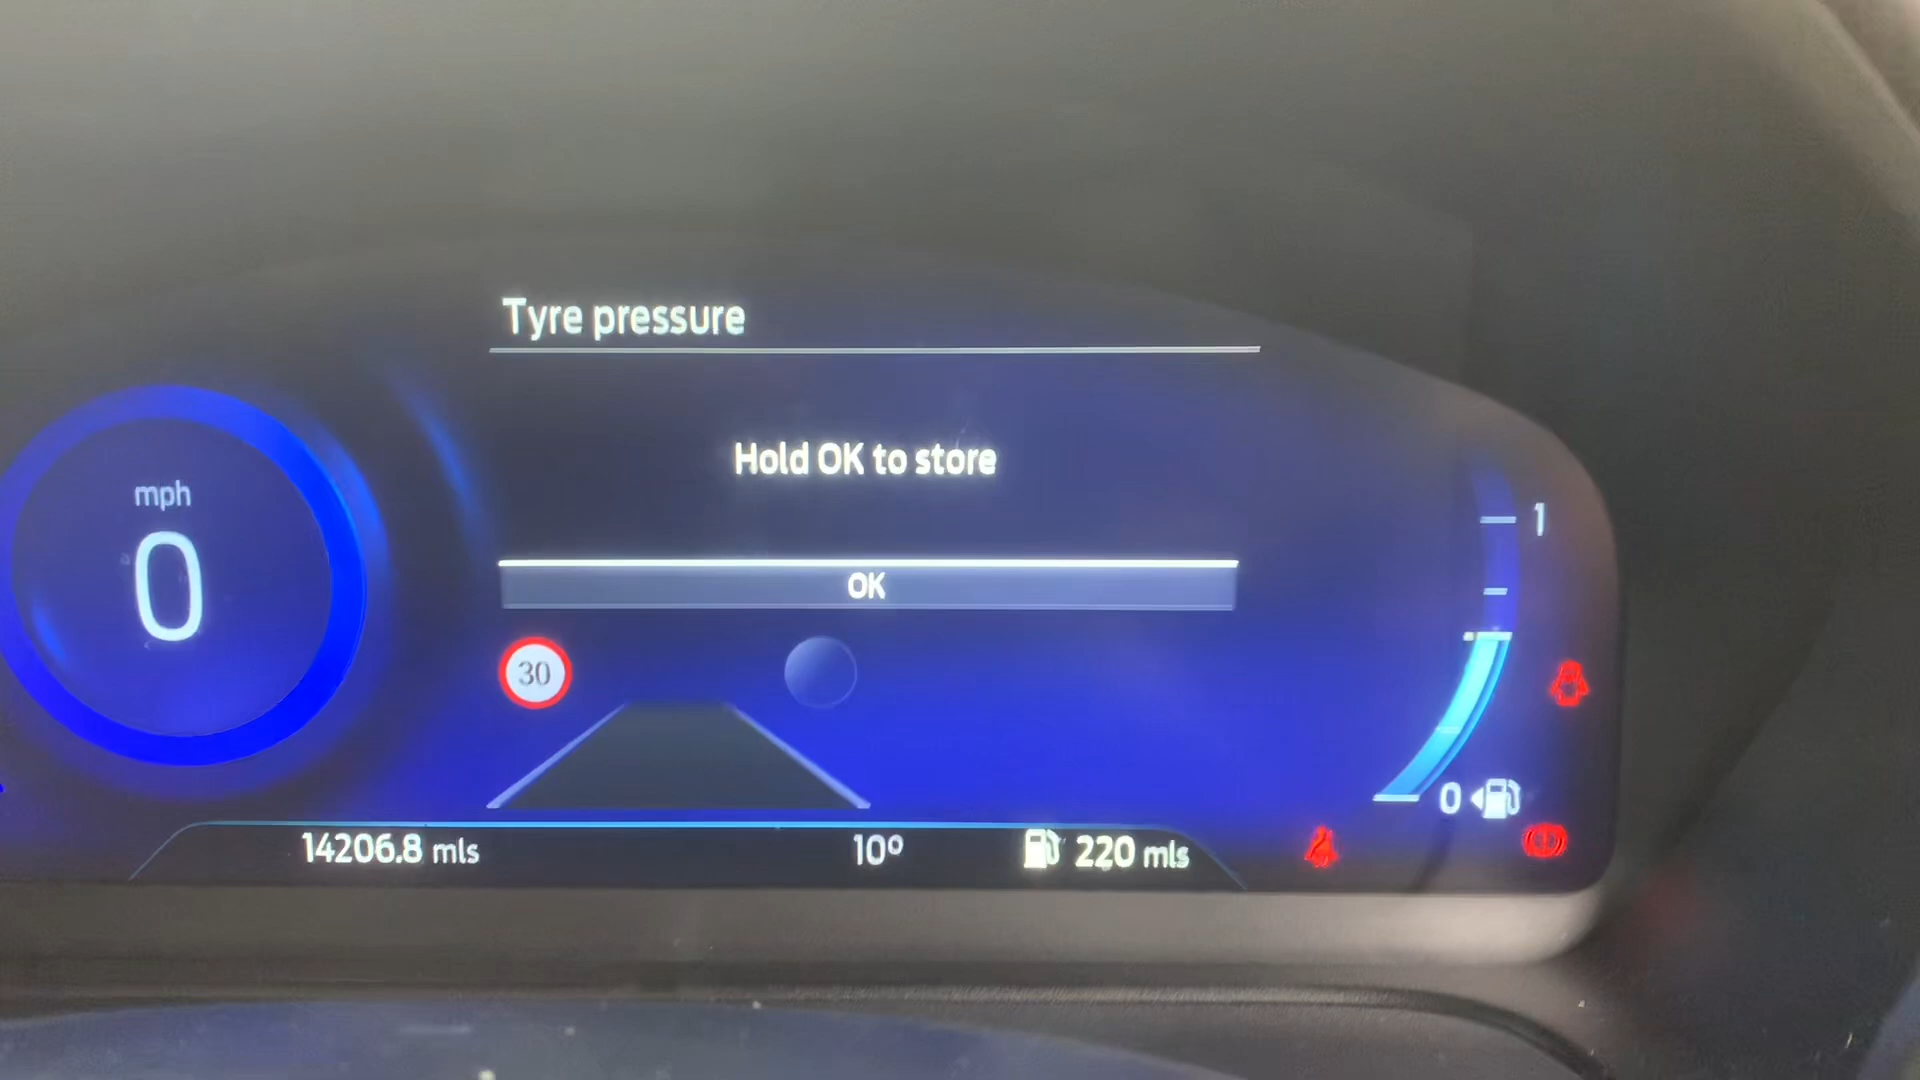 Tyre pressure
Hold OK to store
OK
mph
0
30
1
0
14206.8 mls
10º
220 mls